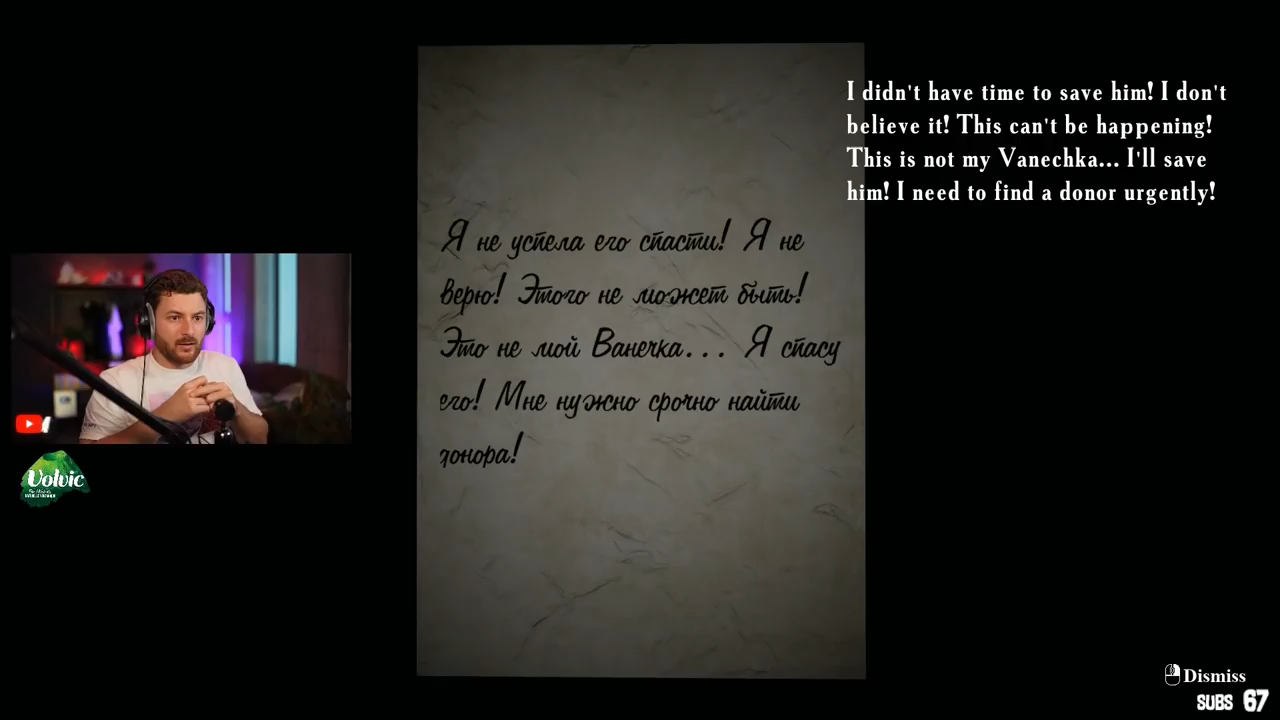 I didn't have time to save him! I don't
believe it! This can't be happening!
This is not my Vanechka... I'll save
him! I need to find a donor urgently!
Я не успела его спасти! Я не
верю! Этого не может быть!
Это не мой Ванечка... Я спасу
его! Мне нужно срочно найти
донора!
Volvic
Dismiss
SUBS 67